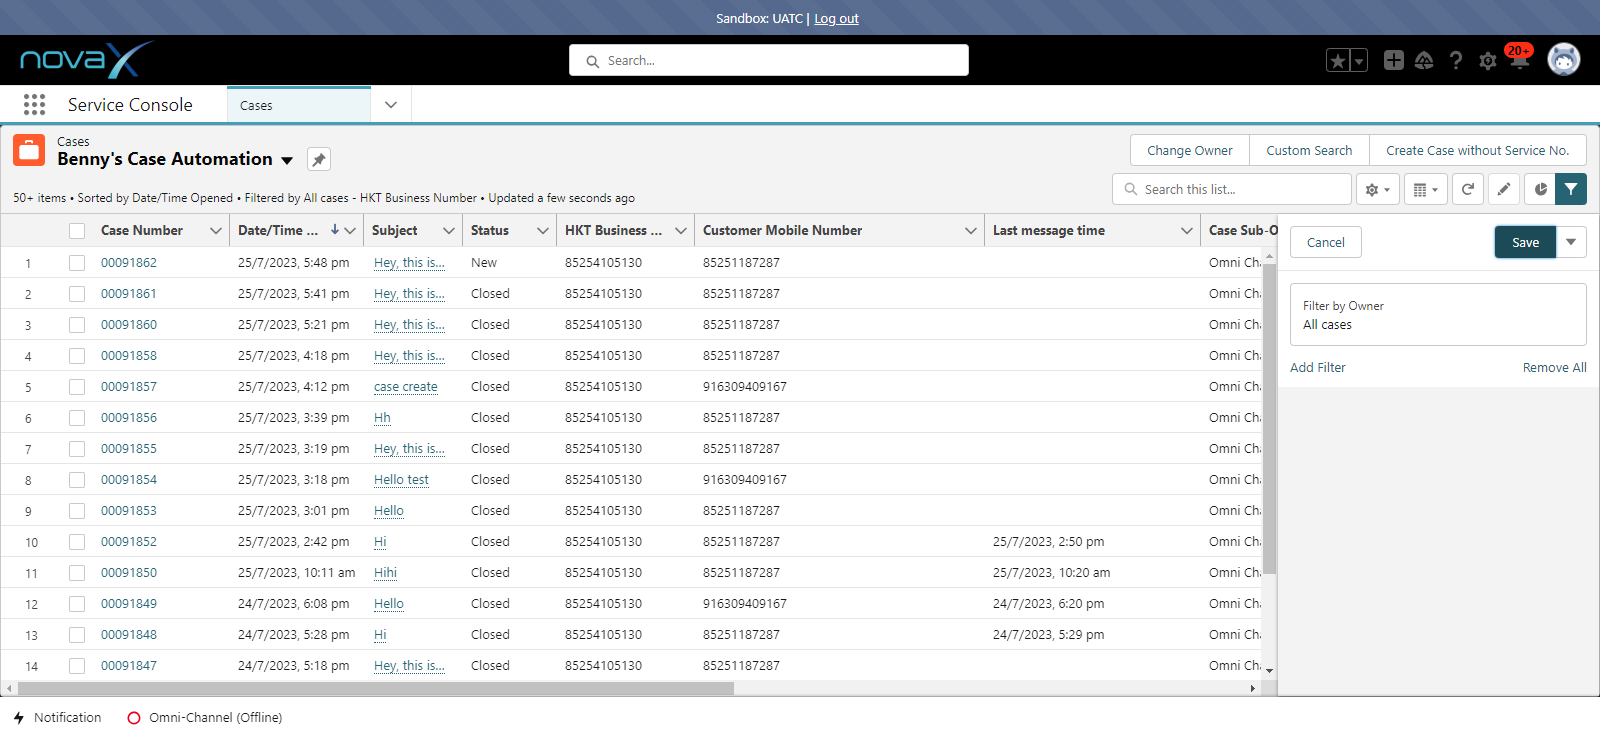 Sandbox: UATC | Log out
novaX
Search...
20+
Service Console
Cases
Cases
Benny's Case Automation
Change Owner
Custom Search
Create Case without Service No.
50+ items • Sorted by Date/Time Opened • Filtered by All cases - HKT Business Number • Updated a few seconds ago
Search this list...
Case Number Date/Time ... Subject Status HKT Business ... Customer Mobile Number Last message time Case Sub-O
1 00091862 25/7/2023, 5:48 pm Hey, this is... New 85254105130 85251187287 Omni Cha
2 00091861 25/7/2023, 5:41 pm Hey, this is... Closed 85254105130 85251187287 Omni Cha
3 00091860 25/7/2023, 5:21 pm Hey, this is... Closed 85254105130 85251187287 Omni Cha
4 00091858 25/7/2023, 4:18 pm Hey, this is... Closed 85254105130 85251187287 Omni Cha
5 00091857 25/7/2023, 4:12 pm case create Closed 85254105130 916309409167 Omni Cha
6 00091856 25/7/2023, 3:39 pm Hh Closed 85254105130 85251187287 Omni Cha
7 00091855 25/7/2023, 3:19 pm Hey, this is... Closed 85254105130 85251187287 Omni Cha
8 00091854 25/7/2023, 3:18 pm Hello test Closed 85254105130 916309409167 Omni Cha
9 00091853 25/7/2023, 3:01 pm Hello Closed 85254105130 85251187287 Omni Cha
10 00091852 25/7/2023, 2:42 pm Hi Closed 85254105130 85251187287 25/7/2023, 2:50 pm Omni Cha
11 00091850 25/7/2023, 10:11 am Hihi Closed 85254105130 85251187287 25/7/2023, 10:20 am Omni Cha
12 00091849 24/7/2023, 6:08 pm Hello Closed 85254105130 916309409167 24/7/2023, 6:20 pm Omni Cha
13 00091848 24/7/2023, 5:28 pm Hi Closed 85254105130 85251187287 24/7/2023, 5:29 pm Omni Cha
14 00091847 24/7/2023, 5:18 pm Hey, this is... Closed 85254105130 85251187287 Omni Cha
Cancel
Save
Filter by Owner
All cases
Add Filter
Remove All
Notification
Omni-Channel (Offline)